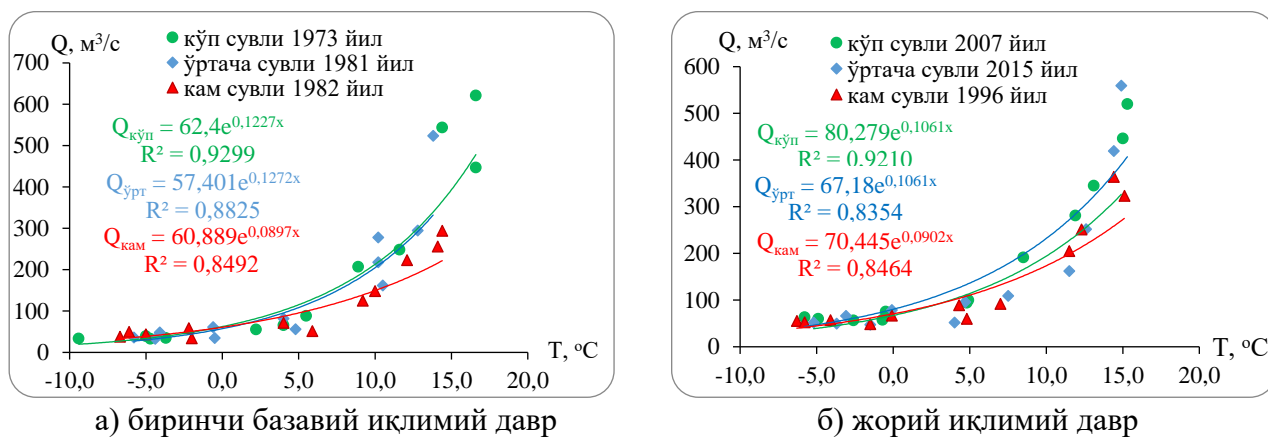 Q, м³/с
кўп сувли 1973 йил
ўртача сувли 1981 йил
кам сувли 1982 йил
700
600
500
400
300
200
100
0
Qкўп = 62,4e^0,1227x
R² = 0,9299
Qўрт = 57,401e^0,1272x
R² = 0,8825
Qкам = 60,889e^0,0897x
R² = 0,8492
T, ᵒC
-10,0 -5,0 0,0 5,0 10,0 15,0 20,0
а) биринчи базавий иқлимий давр
Q, м³/с
кўп сувли 2007 йил
ўртача сувли 2015 йил
кам сувли 1996 йил
600
500
400
300
200
100
0
Qкўп = 80,279e^0,1061x
R² = 0.9210
Qўрт = 67,18e^0,1061x
R² = 0,8354
Qкам = 70,445e^0,0902x
R² = 0,8464
T, ᵒC
-10,0 -5,0 0,0 5,0 10,0 15,0 20,0
б) жорий иқлимий давр